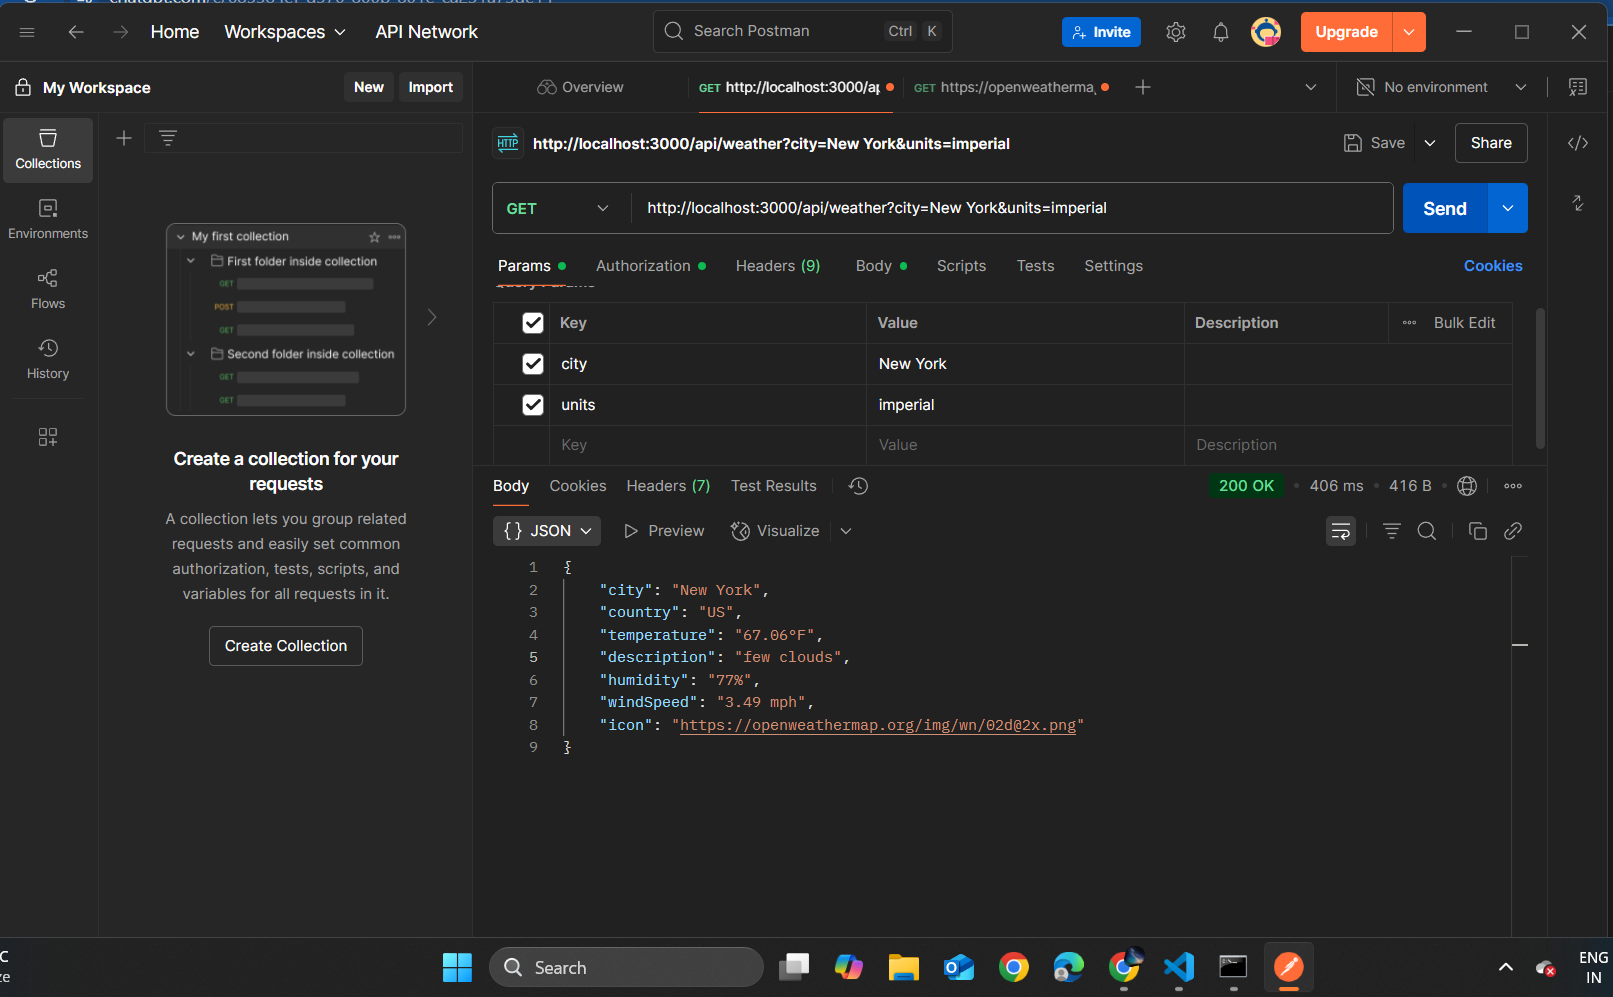 Home
Workspaces
API Network
Search Postman
Ctrl
K
Invite
Upgrade
My Workspace
New
Import
Overview
GET http://localhost:3000/ap
GET https://openweatherma
No environment
Collections
Environments
Flows
History
My first collection
First folder inside collection
GET
POST
GET
Second folder inside collection
GET
GET
Create a collection for your
requests
A collection lets you group related
requests and easily set common
authorization, tests, scripts, and
variables for all requests in it.
Create Collection
HTTP
http://localhost:3000/api/weather?city=New York&units=imperial
Save
Share
GET
http://localhost:3000/api/weather?city=New York&units=imperial
Send
Params
Authorization
Headers (9)
Body
Scripts
Tests
Settings
Cookies
Key Value Description
Bulk Edit
city New York
units imperial
Key Value Description
Body
Cookies
Headers (7)
Test Results
200 OK
406 ms
416 B
{} JSON
Preview
Visualize
1 {
2 "city": "New York",
3 "country": "US",
4 "temperature": "67.06°F",
5 "description": "few clouds",
6 "humidity": "77%",
7 "windSpeed": "3.49 mph",
8 "icon": "https://openweathermap.org/img/wn/02d@2x.png"
9 }
Search
ENG
IN